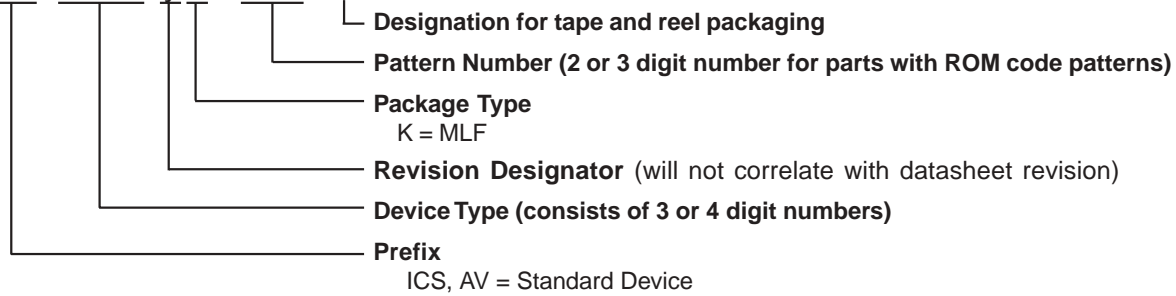 Designation for tape and reel packaging
Pattern Number (2 or 3 digit number for parts with ROM code patterns)
Package Type
K = MLF
Revision Designator (will not correlate with datasheet revision)
Device Type (consists of 3 or 4 digit numbers)
Prefix
ICS, AV = Standard Device